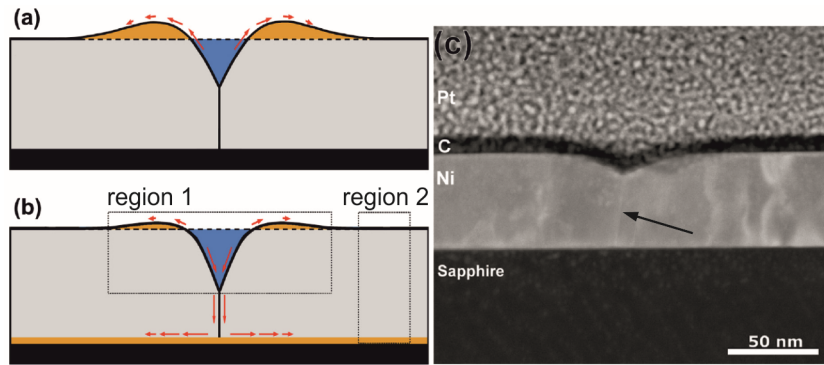 (a)
(b)
region 1
region 2
(c)
Pt
C
Ni
Sapphire
50 nm